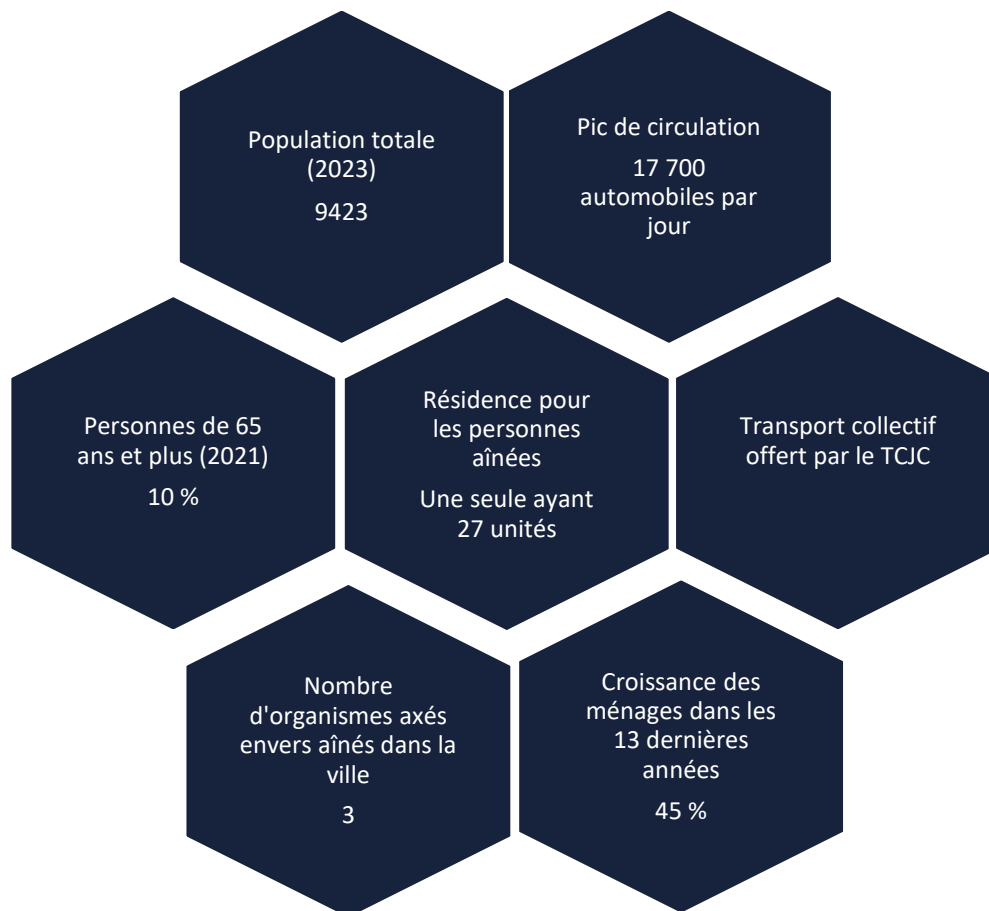 Population totale
(2023)
9423
Pic de circulation
17 700
automobiles par
jour
Personnes de 65
ans et plus (2021)
10 %
Résidence pour
les personnes
aînées
Une seule ayant
27 unités
Transport collectif
offert par le TCJC
Nombre
d'organismes axés
envers aînés dans la
ville
3
Croissance des
ménages dans les
13 dernières
années
45 %